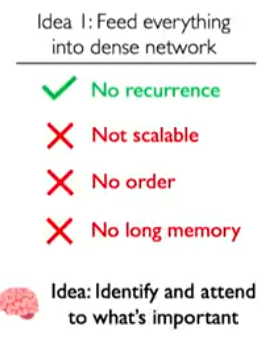 Idea 1: Feed everything
into dense network
No recurrence
Not scalable
No order
No long memory
Idea: Identify and attend
to what's important